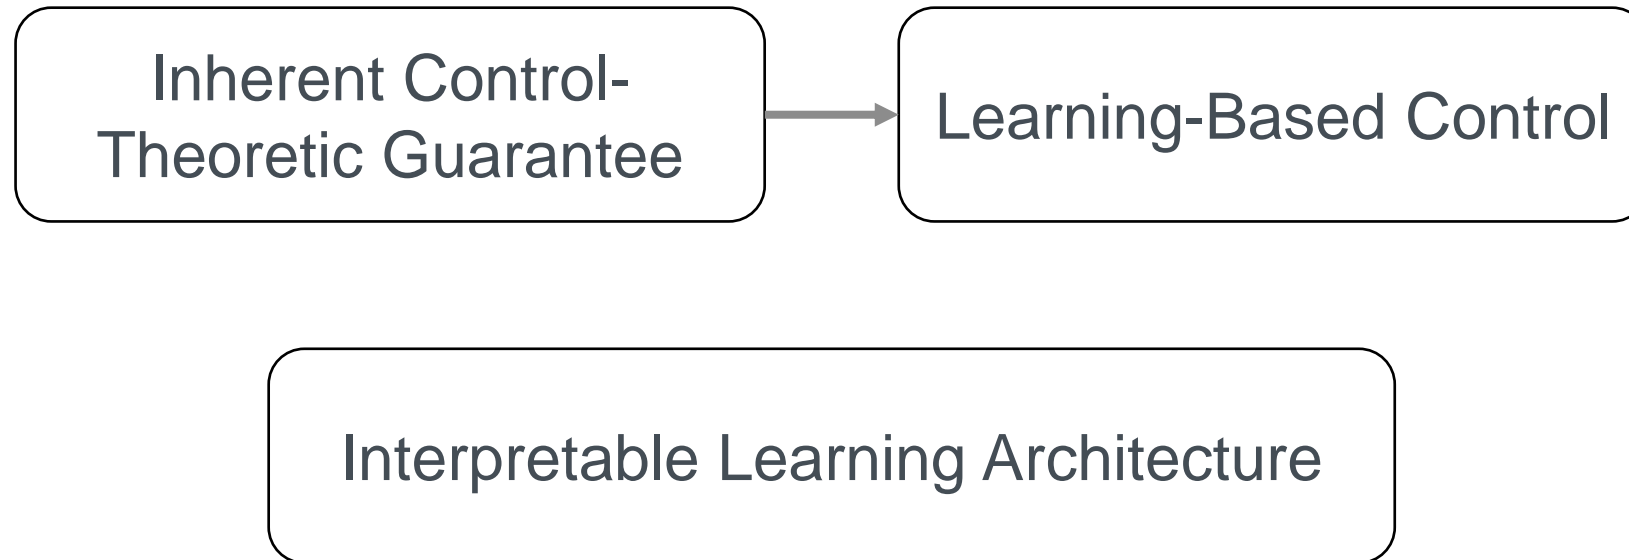 Inherent Control-
Theoretic Guarantee
Learning-Based Control
Interpretable Learning Architecture